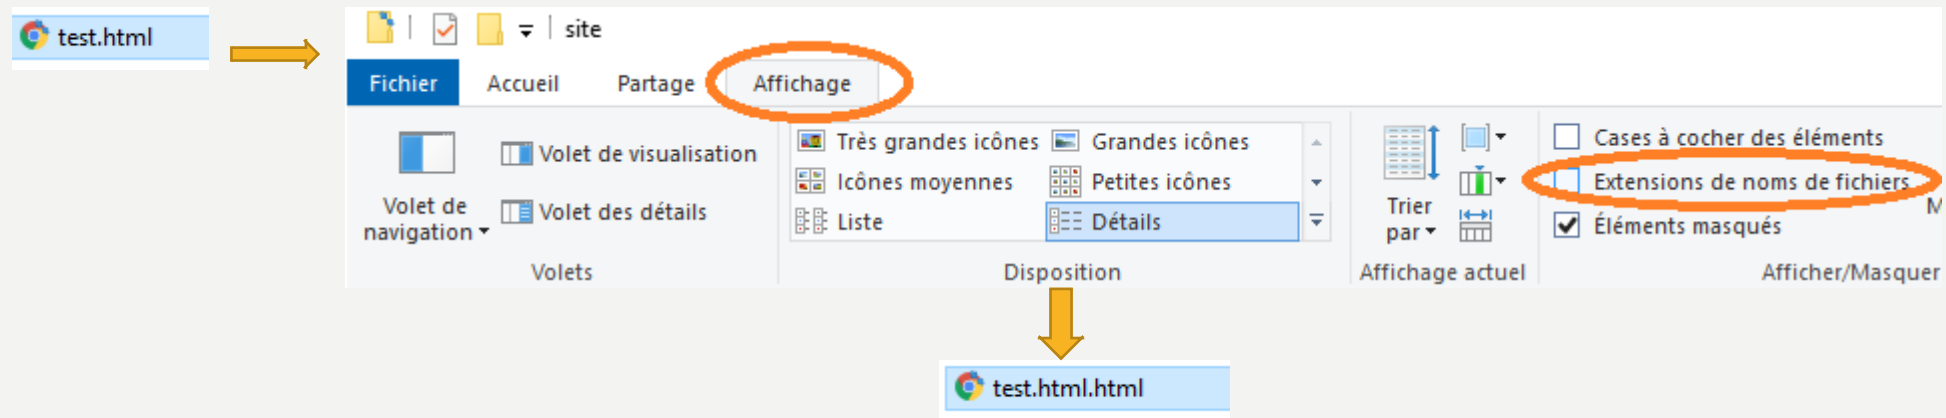 test.html
site
Fichier Accueil Partage Affichage
Volet de navigation
Volet de visualisation
Volet des détails
Volets
Très grandes icônes Grandes icônes
Icônes moyennes Petites icônes
Liste Détails
Disposition
Trier par
Affichage actuel
Cases à cocher des éléments
Extensions de noms de fichiers
Éléments masqués
Afficher/Masquer
test.html.html